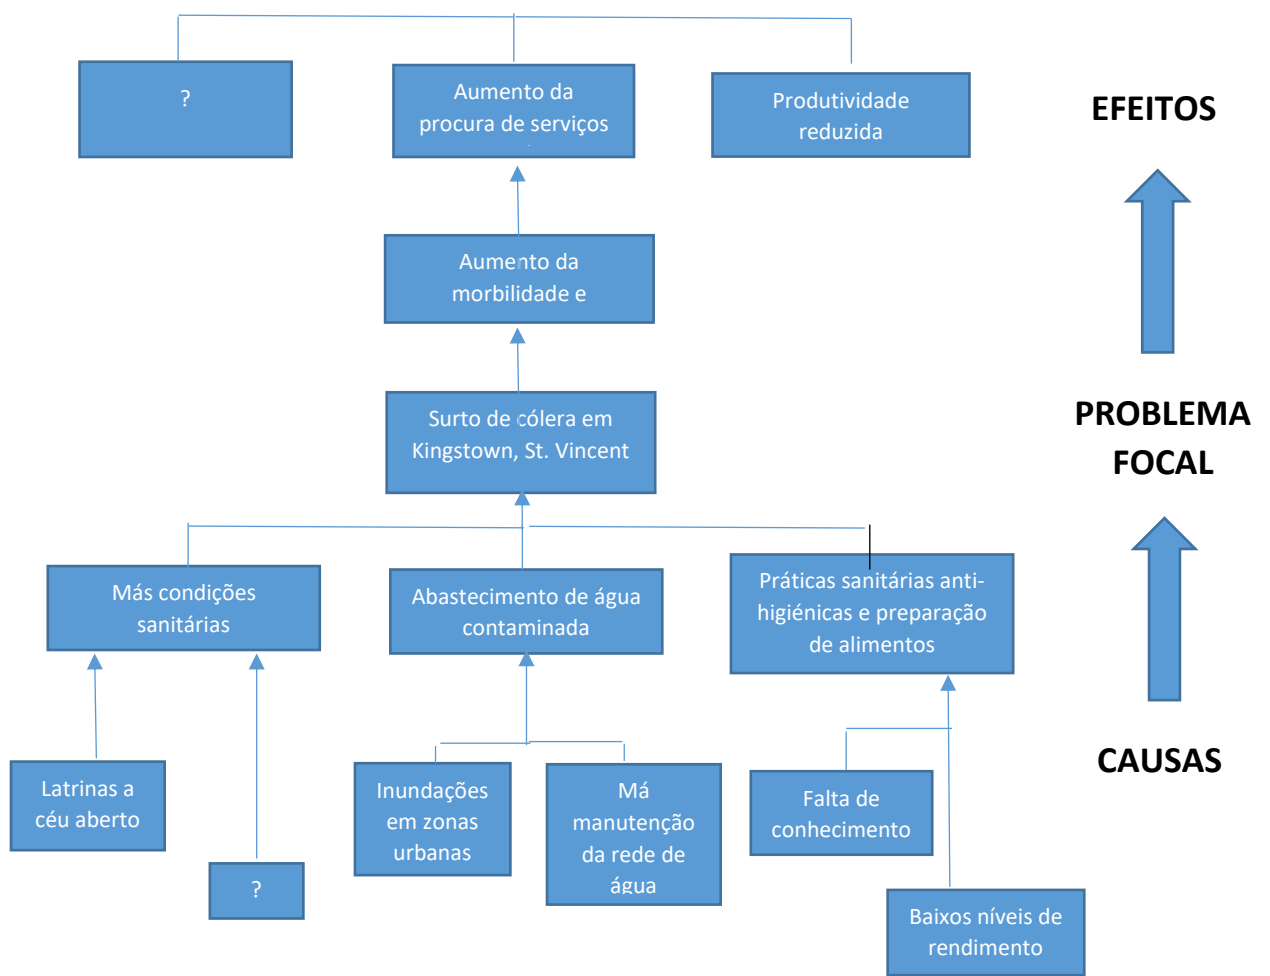 ?
Aumento da
procura de serviços
Produtividade
reduzida
EFEITOS
Aumento da
morbilidade e
Surto de cólera em
Kingstown, St. Vincent
PROBLEMA
FOCAL
Más condições
sanitárias
Abastecimento de água
contaminada
Práticas sanitárias anti-
higiénicas e preparação
de alimentos
CAUSAS
Latrinas a
céu aberto
?
Inundações
em zonas
urbanas
Má
manutenção
da rede de
água
Falta de
conhecimento
Baixos níveis de
rendimento